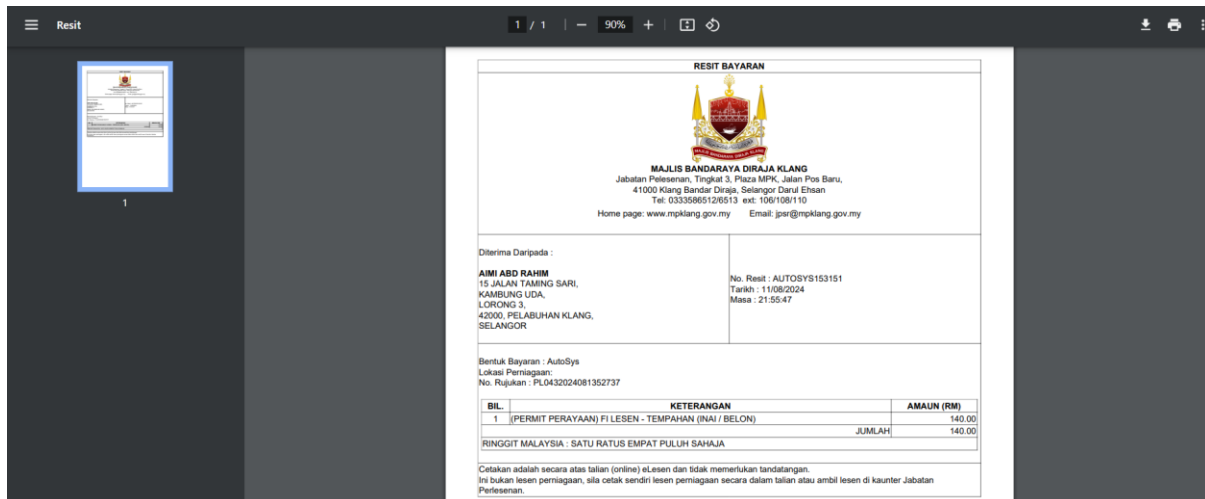 Resit
1 / 1
90%
1
RESIT BAYARAN
MAJLIS BANDARAYA DIRAJA KLANG
Jabatan Pelesenan, Tingkat 3, Plaza MPK, Jalan Pos Baru,
41000 Klang Bandar Diraja, Selangor Darul Ehsan
Tel: 0333586512/6513 ext: 106/108/110
Home page: www.mpklang.gov.my Email: jpsr@mpklang.gov.my
Diterima Daripada :
AIMI ABD RAHIM
15 JALAN TAMING SARI,
KAMBUNG UDA,
LORONG 3,
42000, PELABUHAN KLANG,
SELANGOR
No. Resit : AUTOSYS153151
Tarikh : 11/08/2024
Masa : 21:55:47
Bentuk Bayaran : AutoSys
Lokasi Perniagaan:
No. Rujukan : PL0432024081352737
BIL. KETERANGAN AMAUN (RM)
1 (PERMIT PERAYAAN) FI LESEN - TEMPAHAN (INAI / BELON) 140.00
JUMLAH 140.00
RINGGIT MALAYSIA : SATU RATUS EMPAT PULUH SAHAJA
Cetakan adalah secara atas talian (online) eLesen dan tidak memerlukan tandatangan.
Ini bukan lesen perniagaan, sila cetak sendiri lesen perniagaan secara dalam talian atau ambil lesen di kaunter Jabatan
Perlesenan.